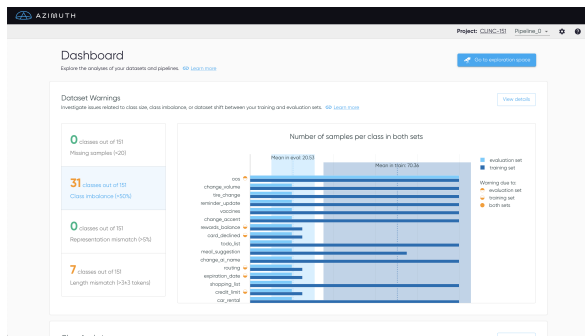 AZIMUTH
Project: CLINC-151 Pipeline_0
Dashboard
Explore the analyses of your datasets and pipelines. Learn more
Go to exploration space
Dataset Warnings
Investigate issues related to class size, class imbalance, or dataset shift between your training and evaluation sets. Learn more
View details
0 classes out of 151
Missing samples (<20)
31 classes out of 151
Class imbalance (>50%)
0 classes out of 151
Representation mismatch (>5%)
7 classes out of 151
Length mismatch (±3±3 tokens)
Number of samples per class in both sets
Mean in eval: 20.53
Mean in train: 70.36
oos
change_volume
tire_change
reminder_update
vaccines
change_accent
rewards_balance
card_declined
todo_list
meal_suggestion
change_ai_name
routing
expiration_date
shopping_list
credit_limit
car_rental
evaluation set
training set
Warning due to:
evaluation set
training set
both sets